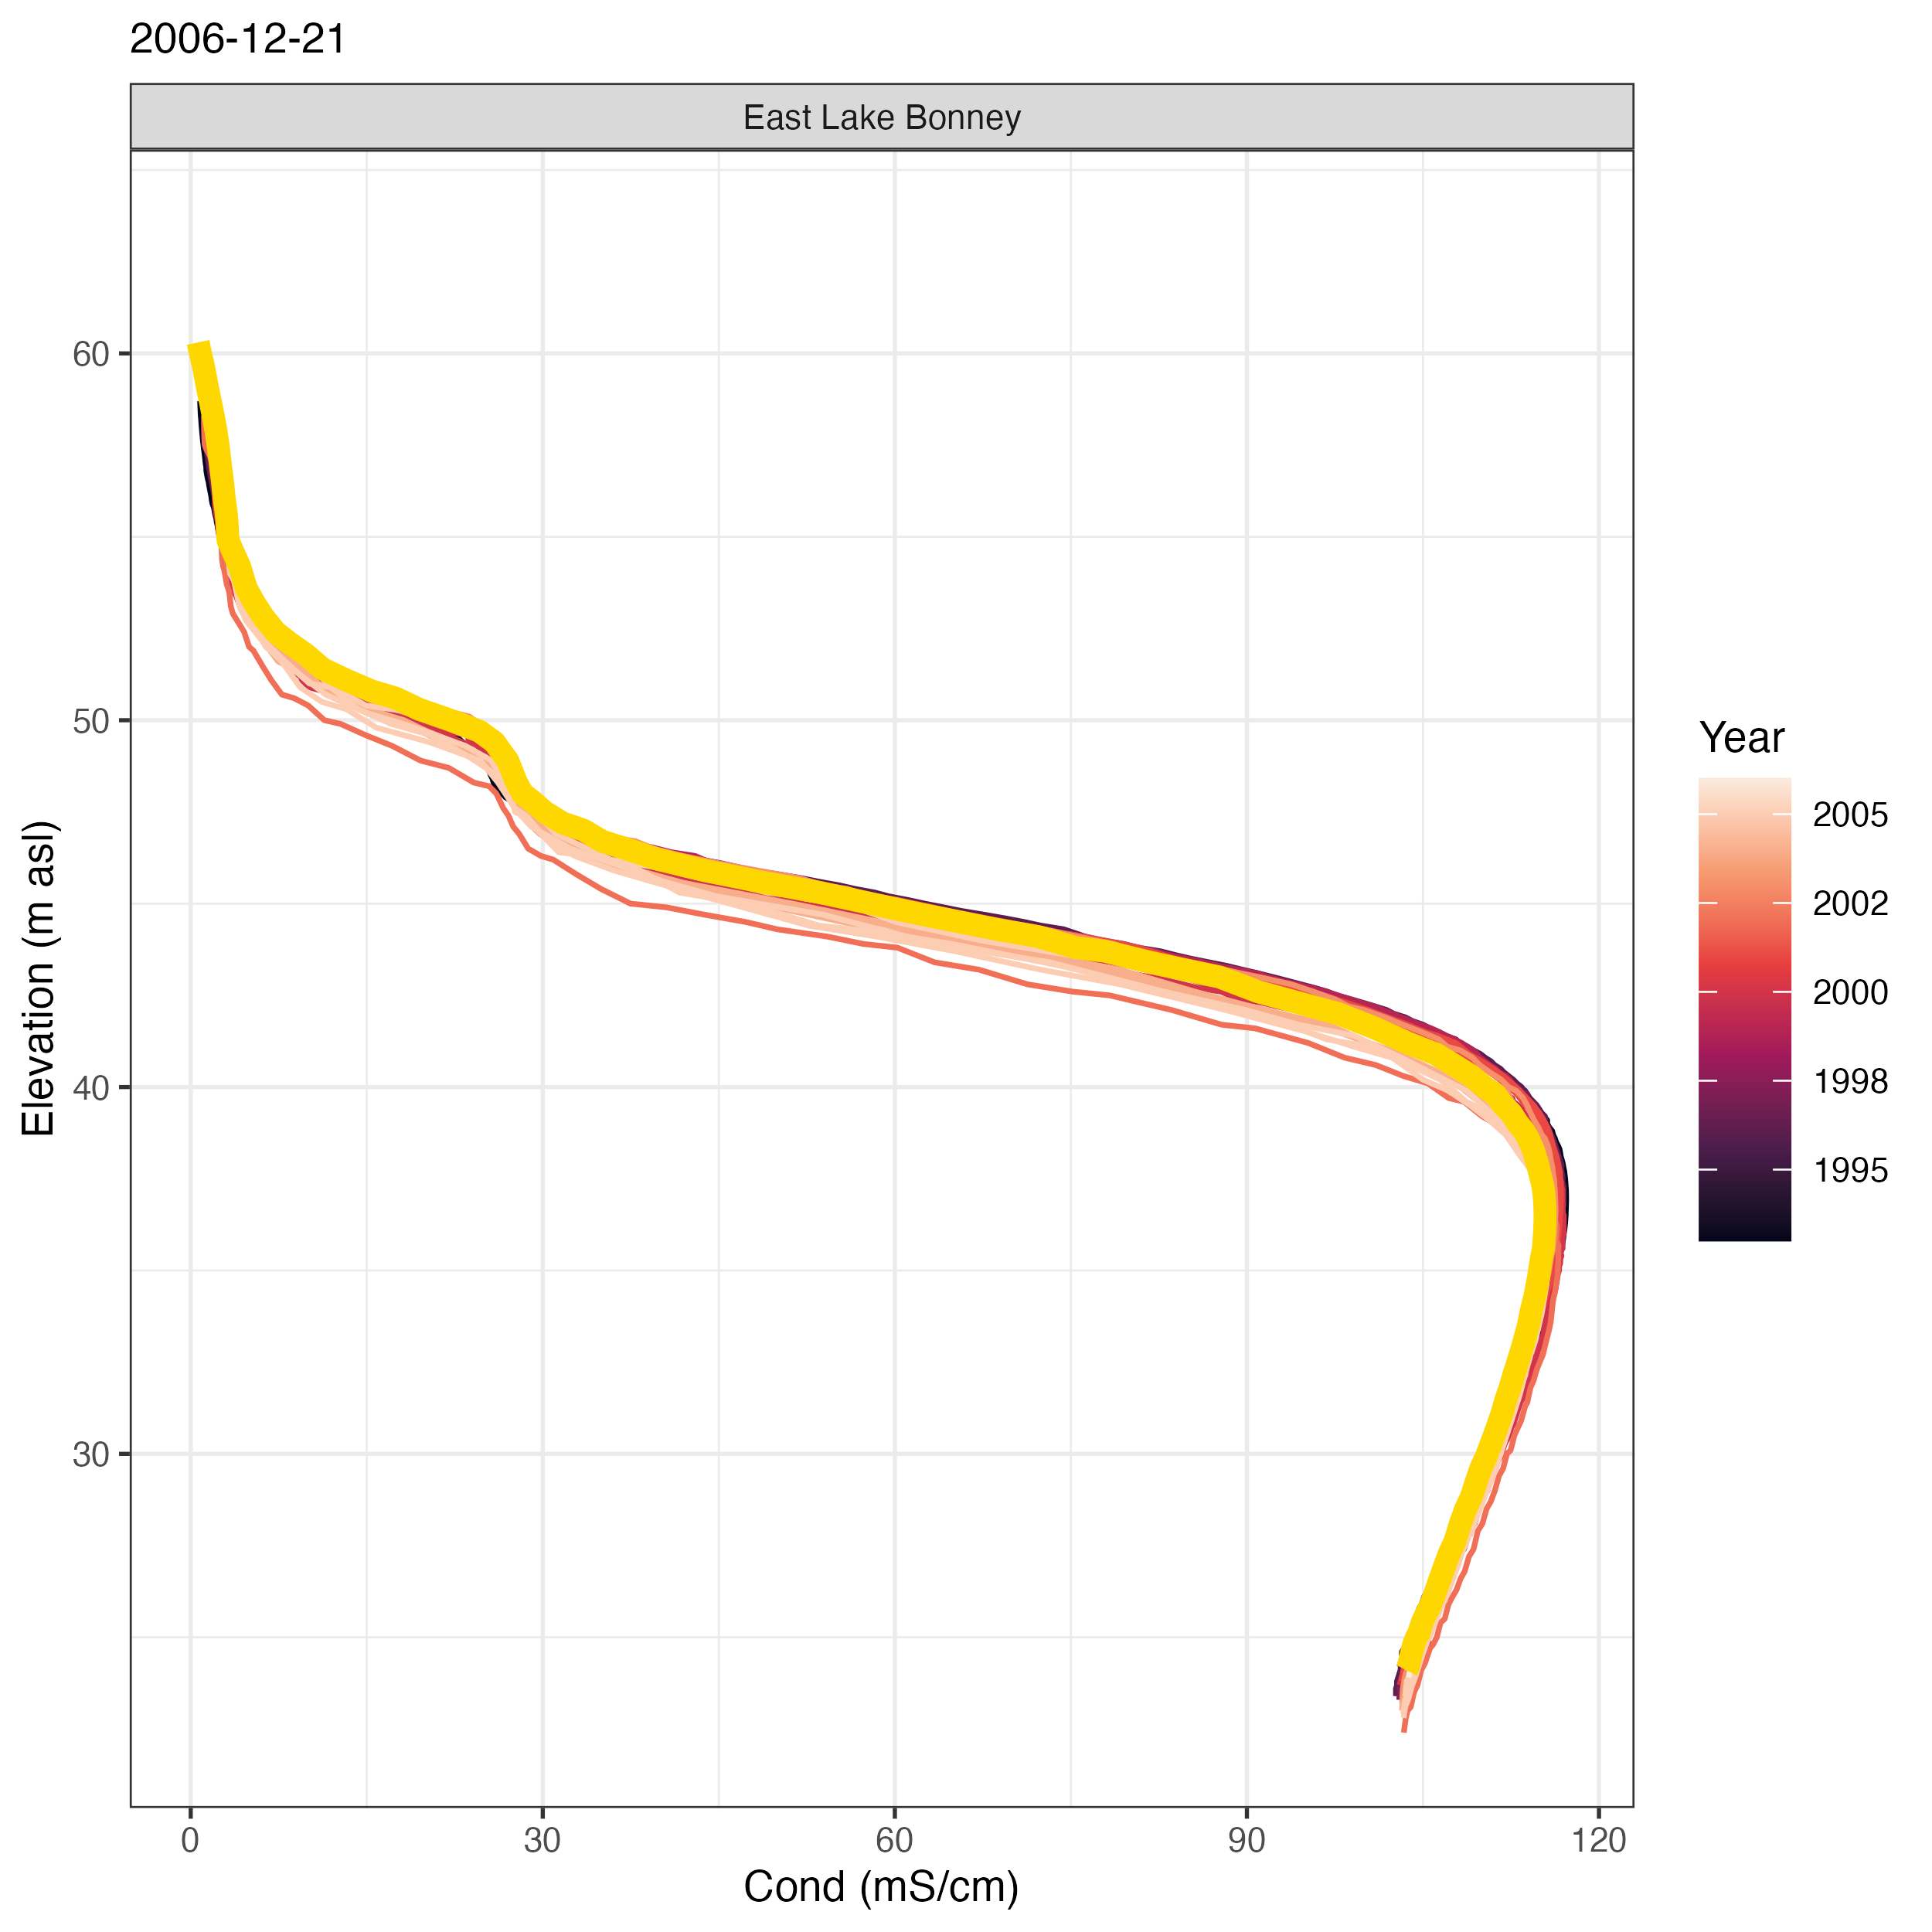 2006-12-21
East Lake Bonney
60
50
40
30
Elevation (m asl)
0 30 60 90 120
Cond (mS/cm)
Year
2005
2002
2000
1998
1995